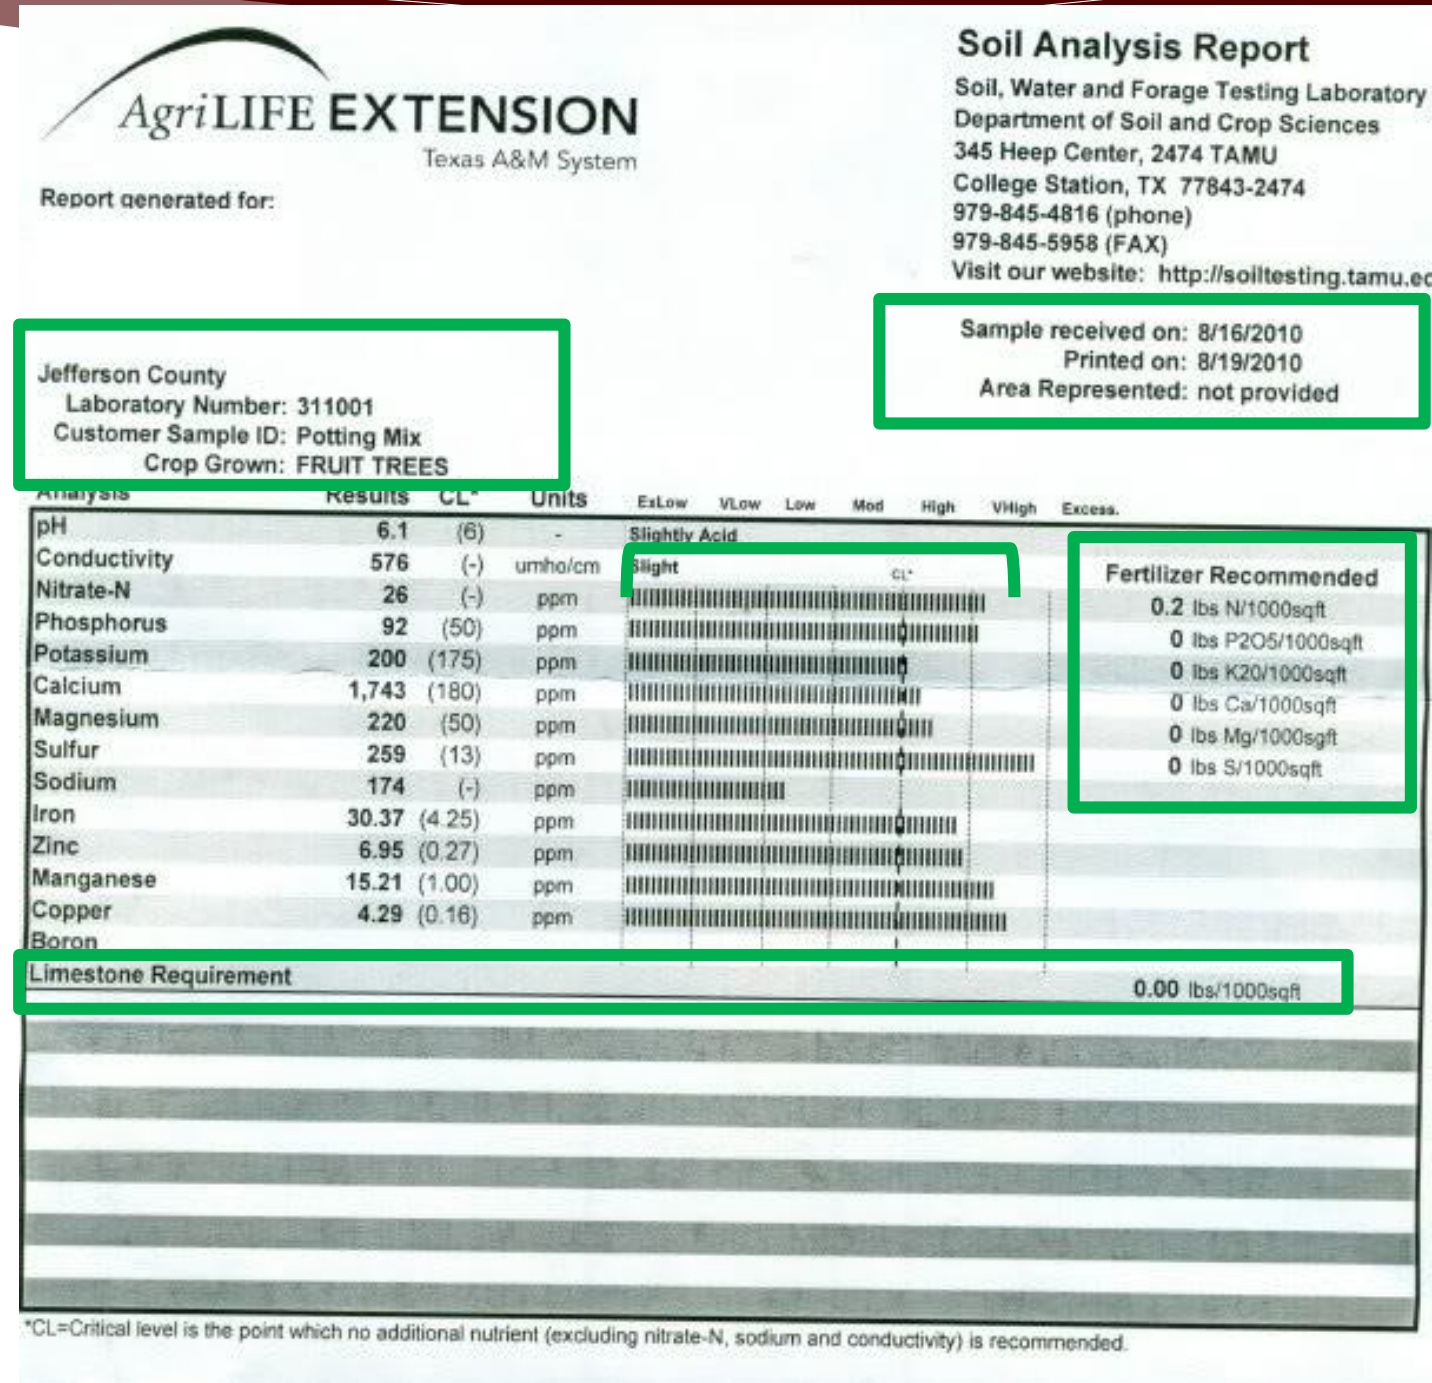 AgriLIFE EXTENSION
Texas A&M System
Report generated for:
Soil Analysis Report
Soil, Water and Forage Testing Laboratory
Department of Soil and Crop Sciences
345 Heep Center, 2474 TAMU
College Station, TX 77843-2474
979-845-4816 (phone)
979-845-5958 (FAX)
Visit our website: http://soiltesting.tamu.ed
Sample received on: 8/16/2010
Printed on: 8/19/2010
Area Represented: not provided
Jefferson County
Laboratory Number: 311001
Customer Sample ID: Potting Mix
Crop Grown: FRUIT TREES
Analysis Results CL* Units ExLow VLow Low Mod High VHigh Excess.
pH 6.1 (6) - Slightly Acid
Conductivity 576 (-) umho/cm Slight CL*
Nitrate-N 26 (-) ppm
Phosphorus 92 (50) ppm
Potassium 200 (175) ppm
Calcium 1,743 (180) ppm
Magnesium 220 (50) ppm
Sulfur 259 (13) ppm
Sodium 174 (-) ppm
Iron 30.37 (4.25) ppm
Zinc 6.95 (0.27) ppm
Manganese 15.21 (1.00) ppm
Copper 4.29 (0.16) ppm
Boron
Limestone Requirement 0.00 lbs/1000sqft
Fertilizer Recommended
0.2 lbs N/1000sqft
0 lbs P2O5/1000sqft
0 lbs K20/1000sqft
0 lbs Ca/1000sqft
0 lbs Mg/1000sqft
0 lbs S/1000sqft
*CL=Critical level is the point which no additional nutrient (excluding nitrate-N, sodium and conductivity) is recommended.